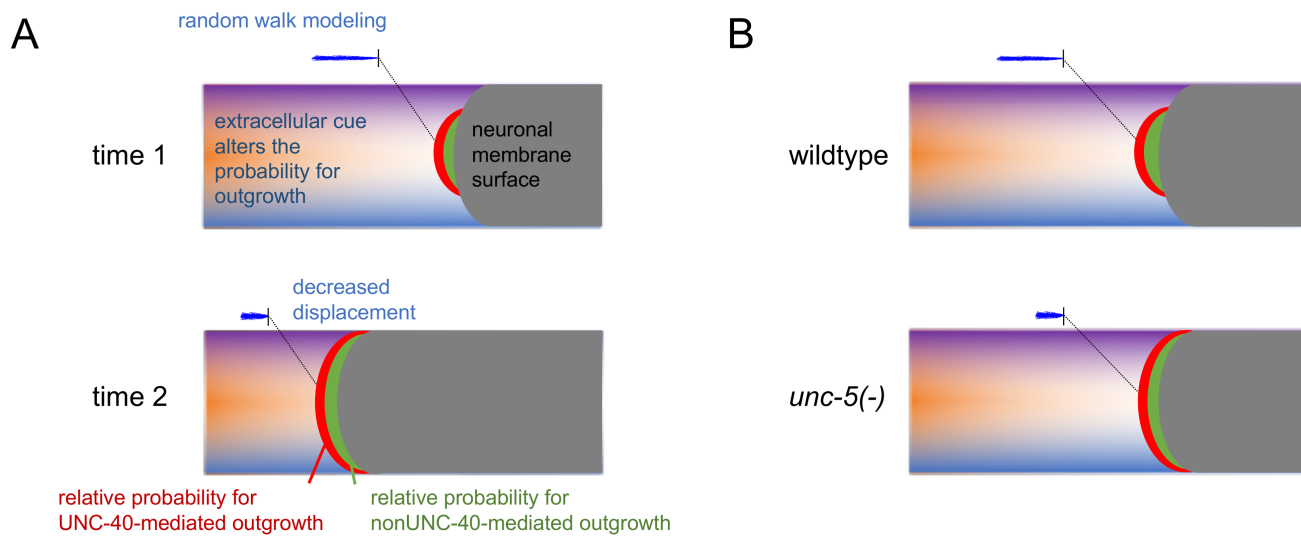 A
random walk modeling
time 1
extracellular cue
alters the
probability for
outgrowth
neuronal
membrane
surface
decreased
displacement
time 2
relative probability for
UNC-40-mediated outgrowth
relative probability for
nonUNC-40-mediated outgrowth
B
wildtype
unc-5(-)